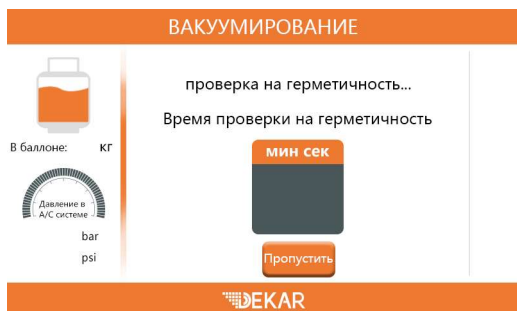 ВАКУУМИРОВАНИЕ
проверка на герметичность...
Время проверки на герметичность
мин сек
Пропустить
В баллоне: кг
Давление в
А/С системе
bar
psi
DEKAR